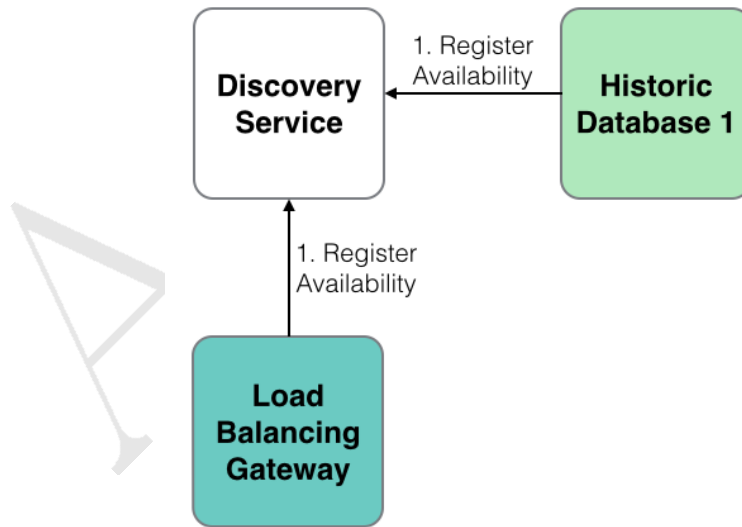 Discovery
Service
1. Register
Availability
Historic
Database 1
1. Register
Availability
Load
Balancing
Gateway